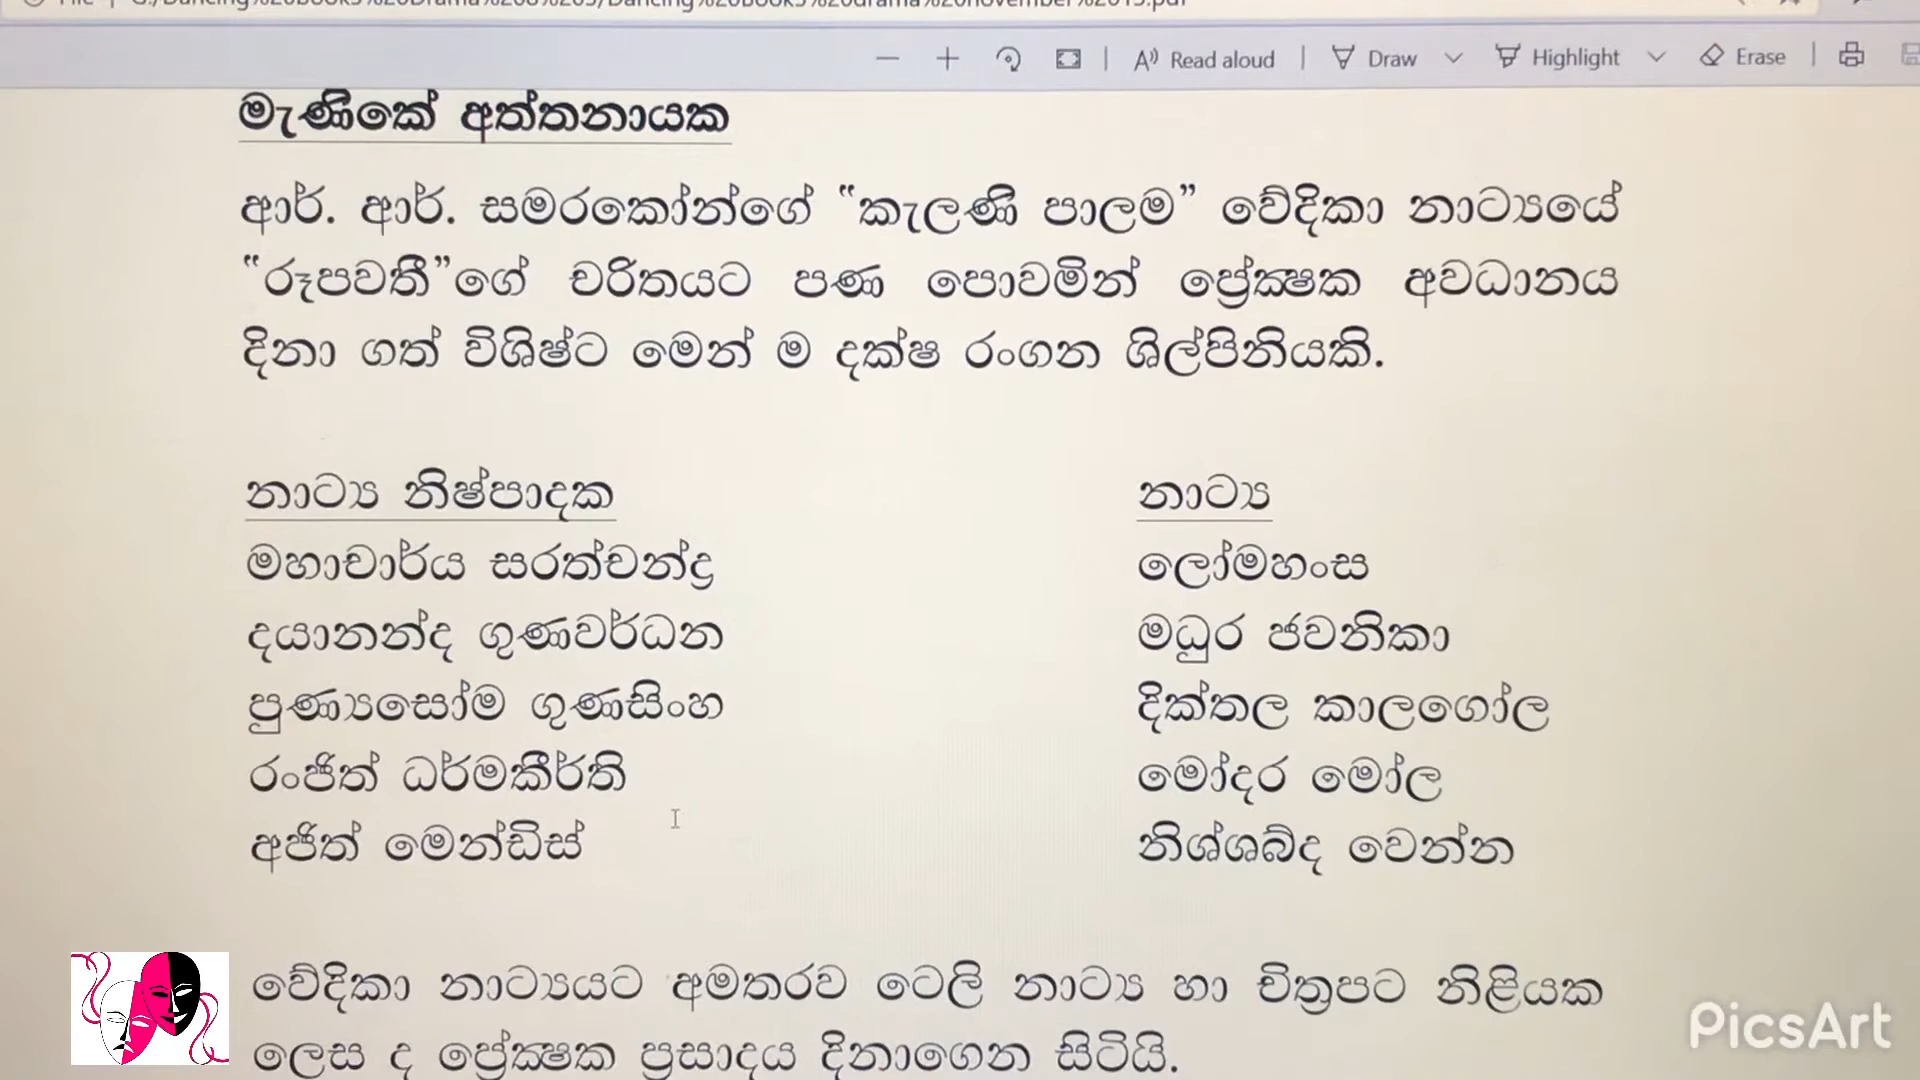 Read aloud Draw Highlight Erase
මැණිකේ අත්තනායක
ආර්. ආර්. සමරකෝන්ගේ “කැලණි පාලම” වේදිකා නාට්‍යයේ
“රූපවතී”ගේ චරිතයට පණ පොවමින් ප්‍රේක්‍ෂක අවධානය
දිනා ගත් විශිෂ්ට මෙන් ම දක්ෂ රංගන ශිල්පිනියකි.
නාට්‍ය නිෂ්පාදක නාට්‍ය
මහාචාර්ය සරත්චන්ද්‍ර ලෝමහංස
දයානන්ද ගුණවර්ධන මධුර ජවනිකා
පුණ්‍යසෝම ගුණසිංහ දික්තල කාලගෝල
රංජිත් ධර්මකීර්ති මෝදර මෝල
අජිත් මෙන්ඩිස් නිශ්ශබ්ද වෙන්න
වේදිකා නාට්‍යයට අමතරව ටෙලි නාට්‍ය හා චිත්‍රපට නිළියක
ලෙස ද ප්‍රේක්‍ෂක ප්‍රසාදය දිනාගෙන සිටියි.
PicsArt